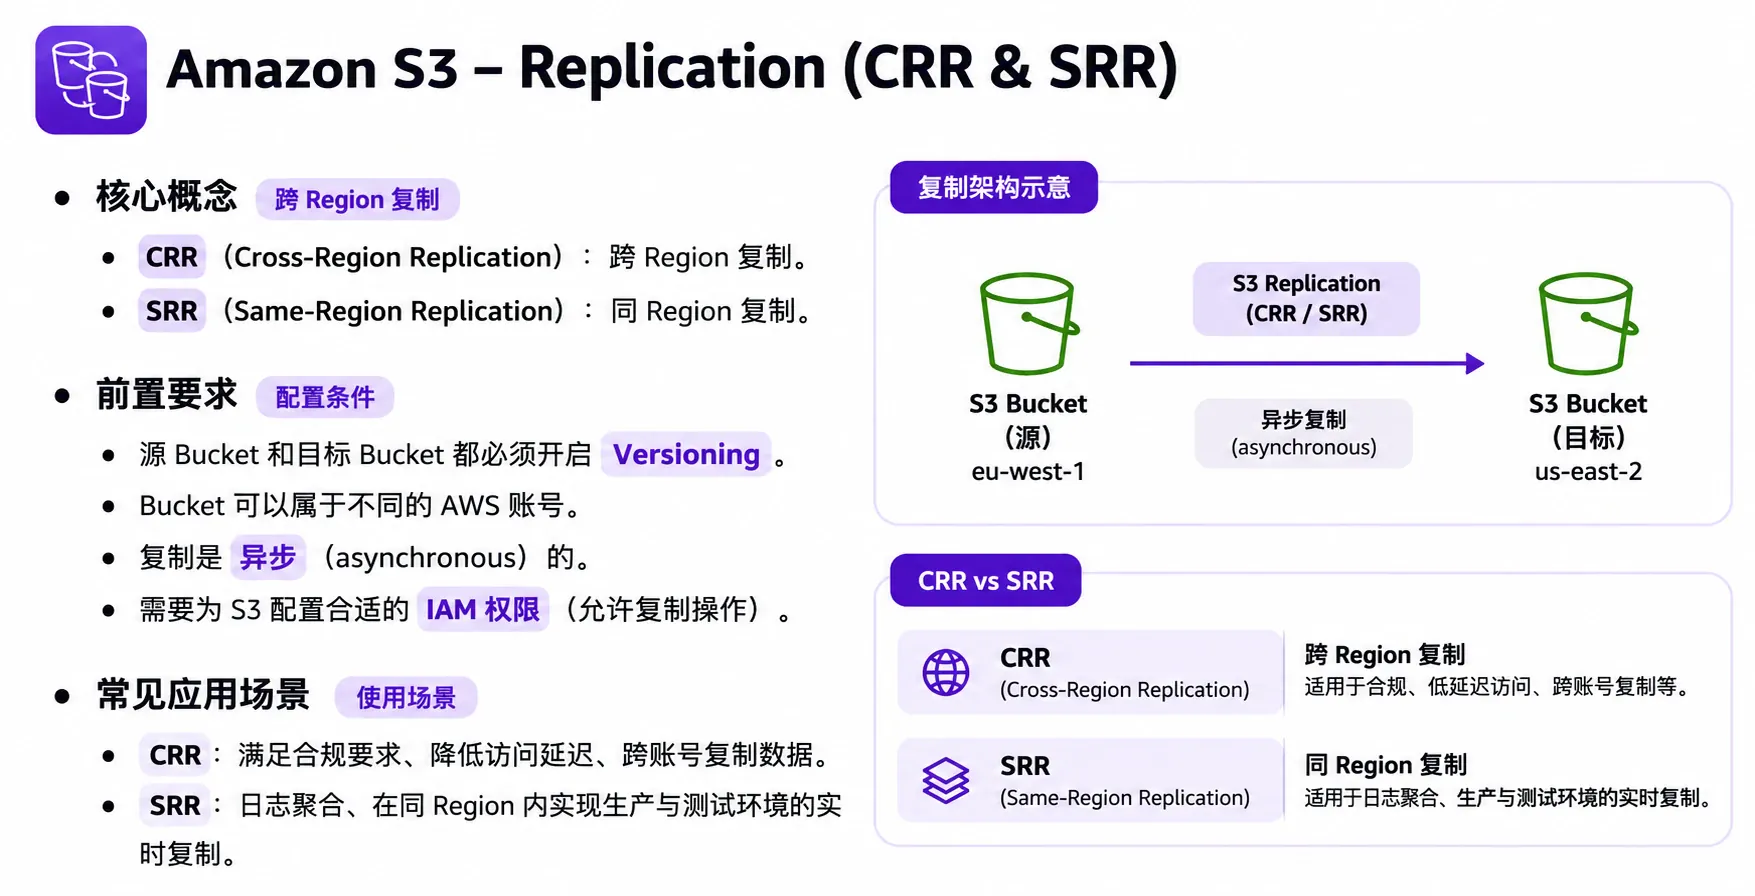 Amazon S3 – Replication (CRR & SRR)
核心概念 跨 Region 复制
CRR（Cross-Region Replication）：跨 Region 复制。
SRR（Same-Region Replication）：同 Region 复制。
前置要求 配置条件
源 Bucket 和目标 Bucket 都必须开启 Versioning。
Bucket 可以属于不同的 AWS 账号。
复制是 异步（asynchronous）的。
需要为 S3 配置合适的 IAM 权限（允许复制操作）。
常见应用场景 使用场景
CRR：满足合规要求、降低访问延迟、跨账号复制数据。
SRR：日志聚合、在同 Region 内实现生产与测试环境的实
时复制。
复制架构示意
S3 Bucket
（源）
eu-west-1
S3 Replication
(CRR / SRR)
异步复制
(asynchronous)
S3 Bucket
（目标）
us-east-2
CRR vs SRR
CRR
(Cross-Region Replication)
跨 Region 复制
适用于合规、低延迟访问、跨账号复制等。
SRR
(Same-Region Replication)
同 Region 复制
适用于日志聚合、生产与测试环境的实时复制。